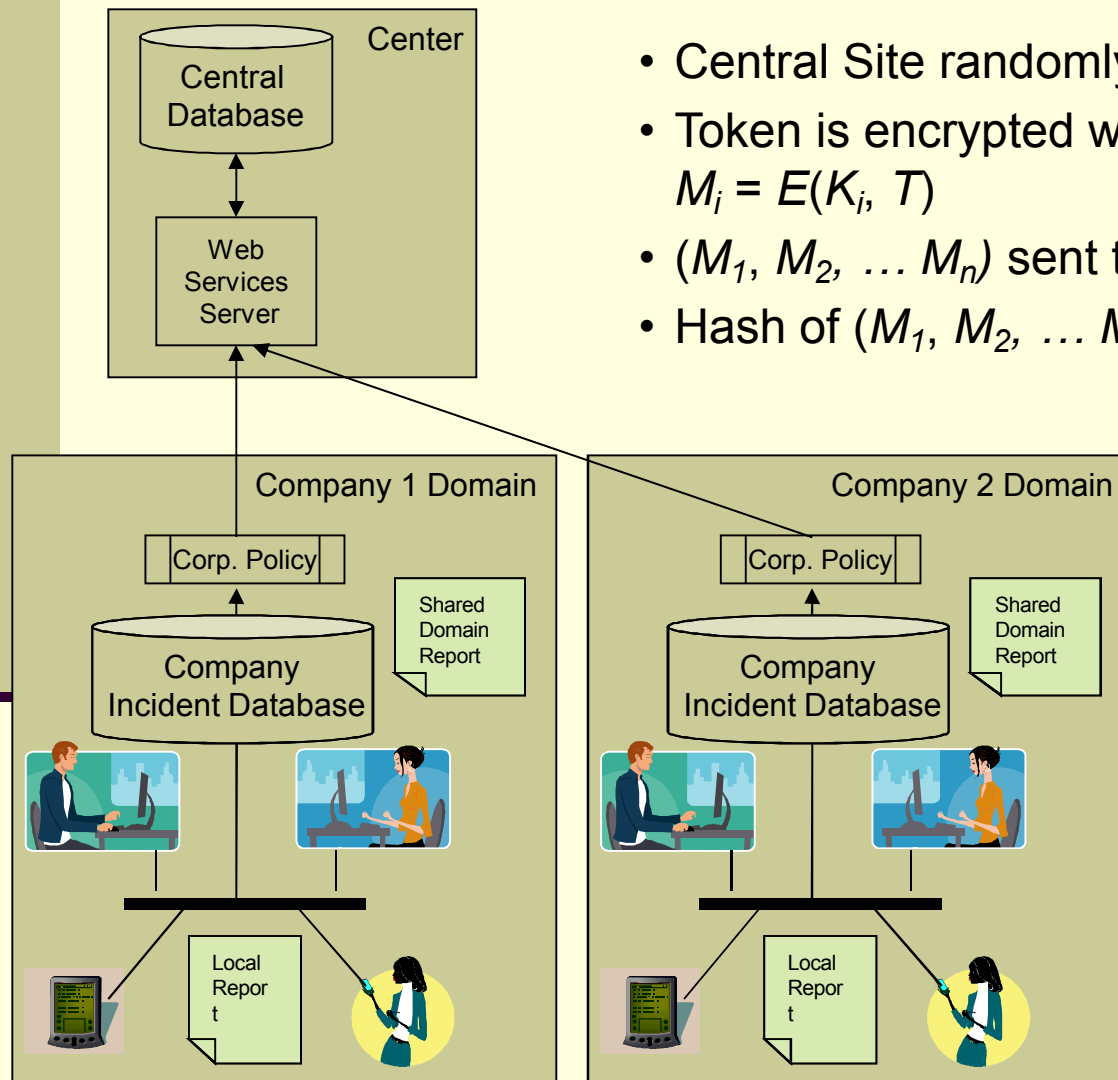 Center
Central
Database
Web
Services
Server
• Central Site randomly
• Token is encrypted w
Mᵢ = E(Kᵢ, T)
• (M₁, M₂, … Mₙ) sent t
• Hash of (M₁, M₂, … M
Company 1 Domain
Corp. Policy
Shared
Domain
Report
Company
Incident Database
Local
Repor
t
Company 2 Domain
Corp. Policy
Shared
Domain
Report
Company
Incident Database
Local
Repor
t